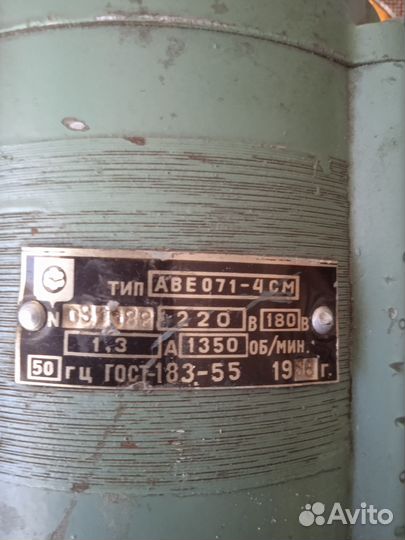 ТИП АВЕ071-4СМ
N 220 В 180 В
1,3 А 1350 ОБ/МИН.
50 ГЦ ГОСТ-183-55 19 г.
Avito